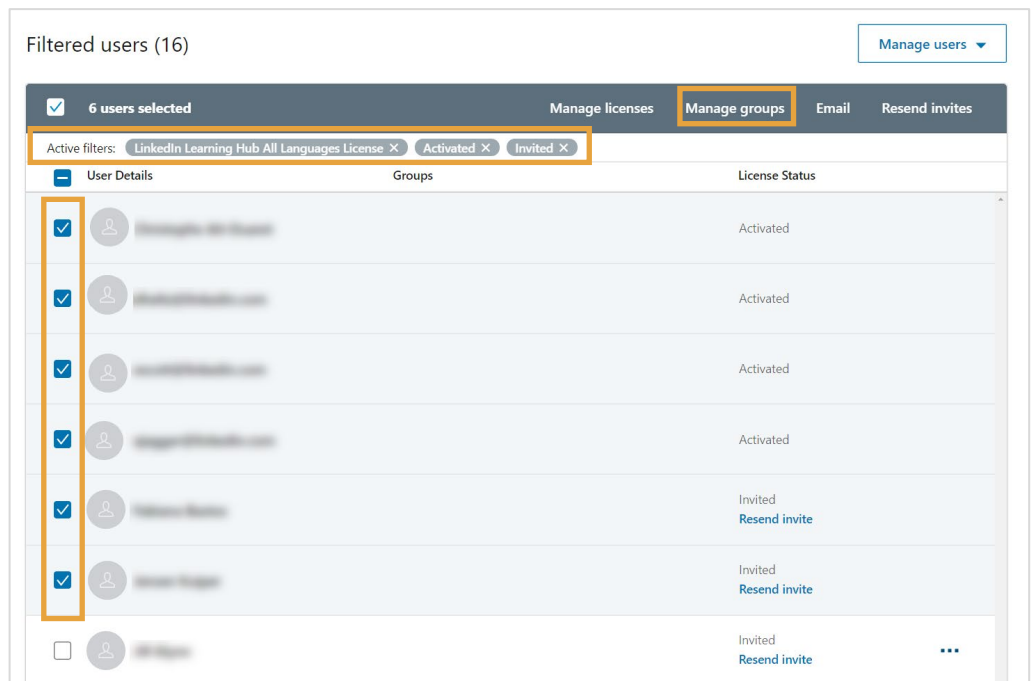 Filtered users (16)
Manage users
6 users selected Manage licenses Manage groups Email Resend invites
Active filters: LinkedIn Learning Hub All Languages License × Activated × Invited ×
User Details Groups License Status
Activated
Activated
Activated
Activated
Invited
Resend invite
Invited
Resend invite
Invited
Resend invite